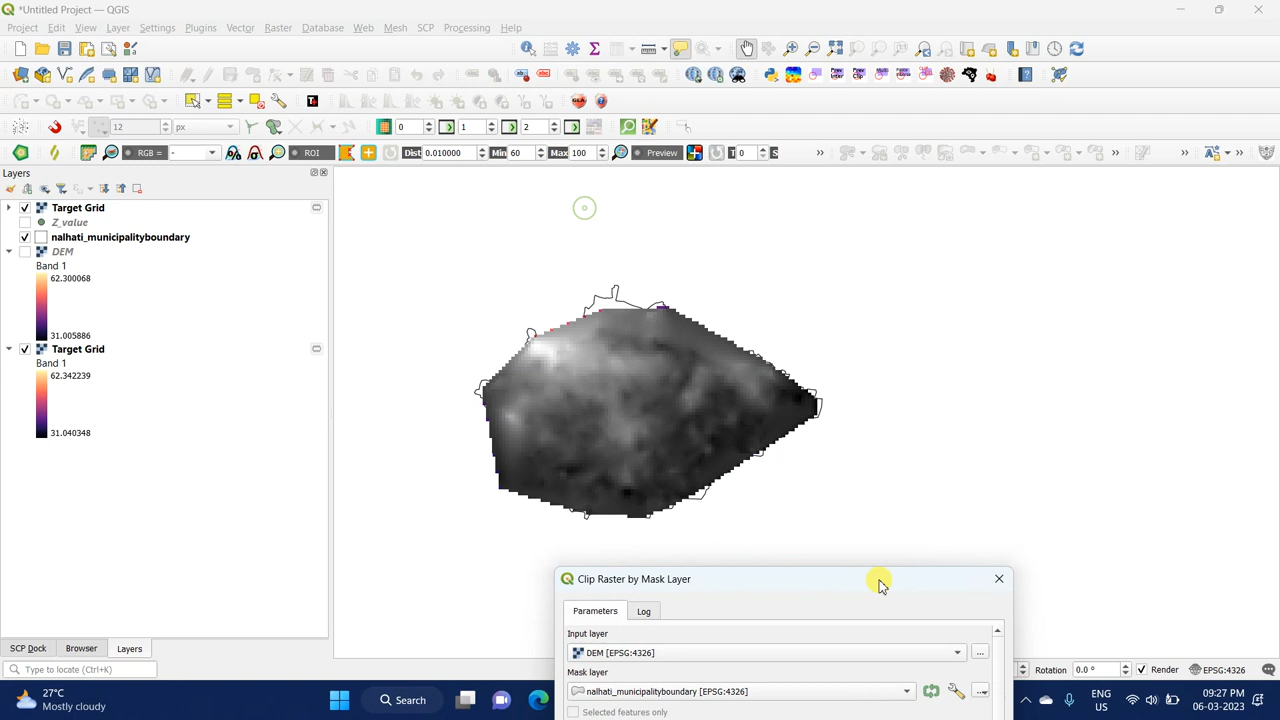 *Untitled Project — QGIS
Project Edit View Layer Settings Plugins Vector Raster Database Web Mesh SCP Processing Help
12 px 0 1 2
RGB = - ROI Dist 0.010000 Min 60 Max 100 Preview T 0 S » » »
Layers
Target Grid
Z_value
nalhati_municipalityboundary
DEM
Band 1
62.300068
31.005886
Target Grid
Band 1
62.342239
31.040348
Clip Raster by Mask Layer
Parameters Log
Input layer
DEM [EPSG:4326]
Mask layer
nalhati_municipalityboundary [EPSG:4326]
Selected features only
SCP Dock Browser Layers
Type to locate (Ctrl+K)
Rotation 0.0 ° Render EPSG:4326
27°C
Mostly cloudy
Search
ENG
US
09:27 PM
06-03-2023